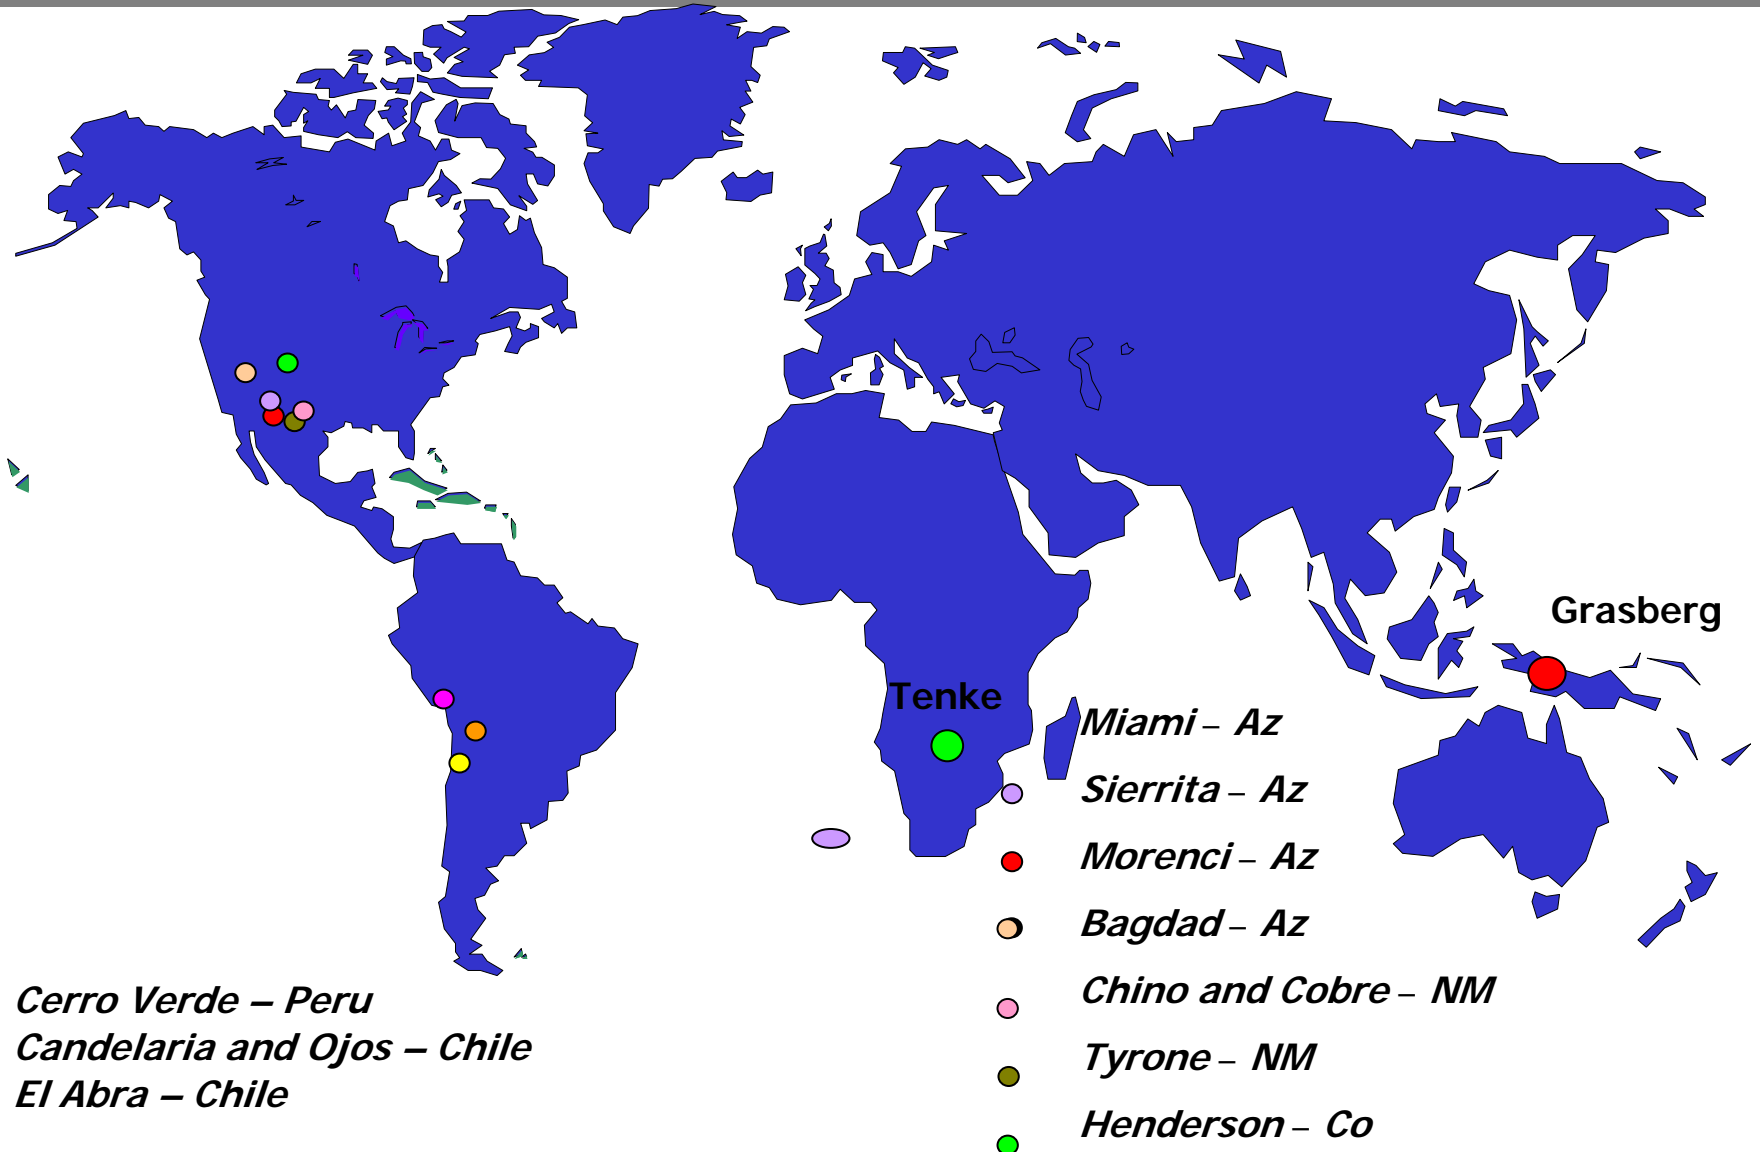 Grasberg
Tenke
Miami – Az
Sierrita – Az
Morenci – Az
Bagdad – Az
Chino and Cobre – NM
Tyrone – NM
Henderson – Co
Cerro Verde – Peru
Candelaria and Ojos – Chile
El Abra – Chile